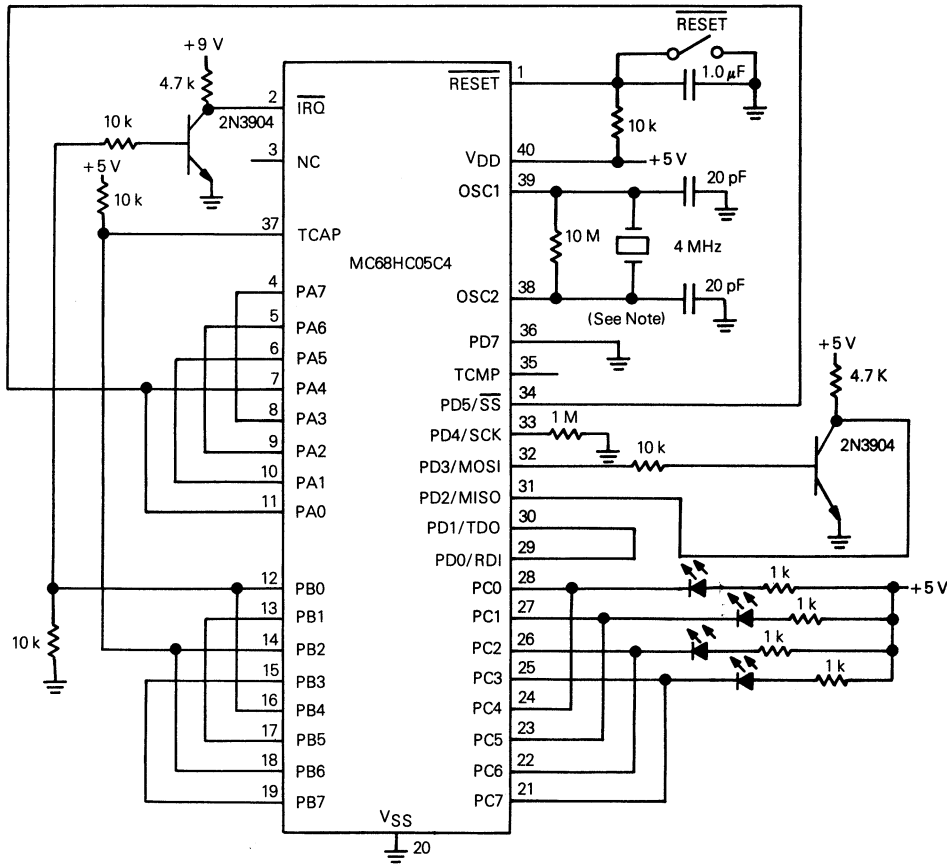 RESET
+9 V
4.7 k
2
IRQ
2N3904
10 k
3
NC
+5 V
10 k
37
TCAP
MC68HC05C4
4
PA7
5
PA6
6
PA5
7
PA4
8
PA3
9
PA2
10
PA1
11
PA0
12
PB0
13
PB1
14
PB2
10 k
15
PB3
16
PB4
17
PB5
18
PB6
19
PB7
VSS
20
RESET
1
1.0 µF
10 k
VDD
40
+5 V
OSC1
39
20 pF
10 M
4 MHz
OSC2
38
20 pF
(See Note)
PD7
36
TCMP
35
+5 V
4.7 K
PD5/SS
34
PD4/SCK
33
1 M
2N3904
PD3/MOSI
32
10 k
PD2/MISO
31
PD1/TDO
30
PD0/RDI
29
PC0
28
1 k
+5 V
PC1
27
1 k
PC2
26
1 k
PC3
25
1 k
PC4
24
PC5
23
PC6
22
PC7
21